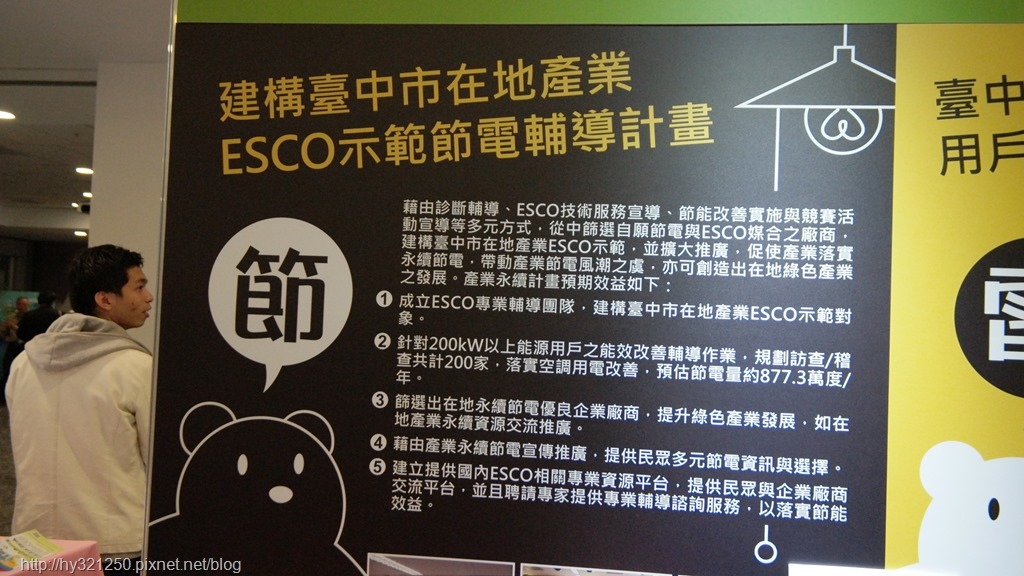 建構臺中市在地產業
ESCO示範節電輔導計畫
藉由診斷輔導、ESCO技術服務宣導、節能改善實施與競賽活
動宣導等多元方式，從中篩選自願節電與ESCO媒合之廠商，
建構臺中市在地產業ESCO示範，並擴大推廣，促使產業落實
永續節電，帶動產業節電風潮之虞，亦可創造出在地綠色產業
之發展。產業永續計畫預期效益如下：
1 成立ESCO專業輔導團隊，建構臺中市在地產業ESCO示範對
象。
2 針對200kW以上能源用戶之能效改善輔導作業，規劃訪查/稽
查共計200家，落實空調用電改善，預估節電量約877.3萬度/
年。
3 篩選出在地永續節電優良企業廠商，提升綠色產業發展，如在
地產業永續資源交流推廣。
4 藉由產業永續節電宣傳推廣，提供民眾多元節電資訊與選擇。
5 建立提供國內ESCO相關專業資源平台，提供民眾與企業廠商
交流平台，並且聘請專家提供專業輔導諮詢服務，以落實節能
效益。
節
臺中
用戶
http://hy321250.pixnet.net/blog